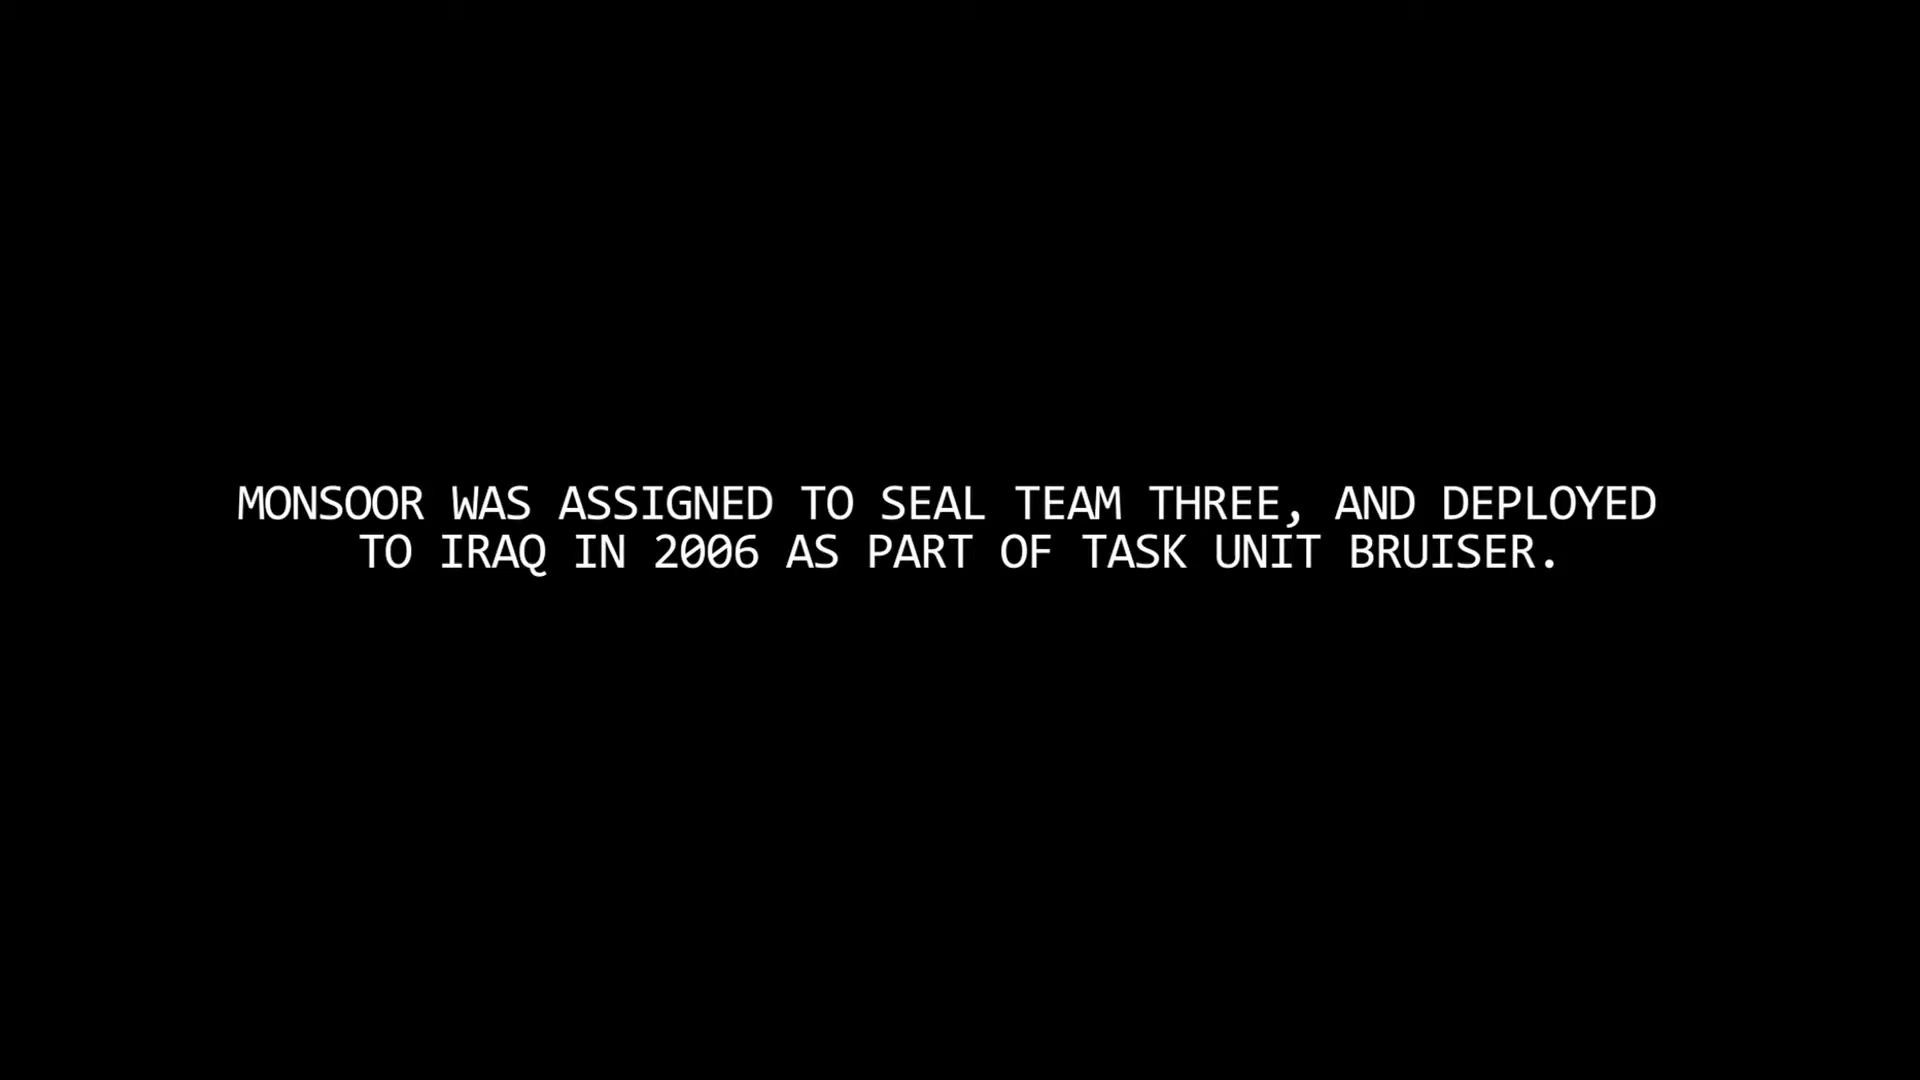 MONSOOR WAS ASSIGNED TO SEAL TEAM THREE, AND DEPLOYED
TO IRAQ IN 2006 AS PART OF TASK UNIT BRUISER.